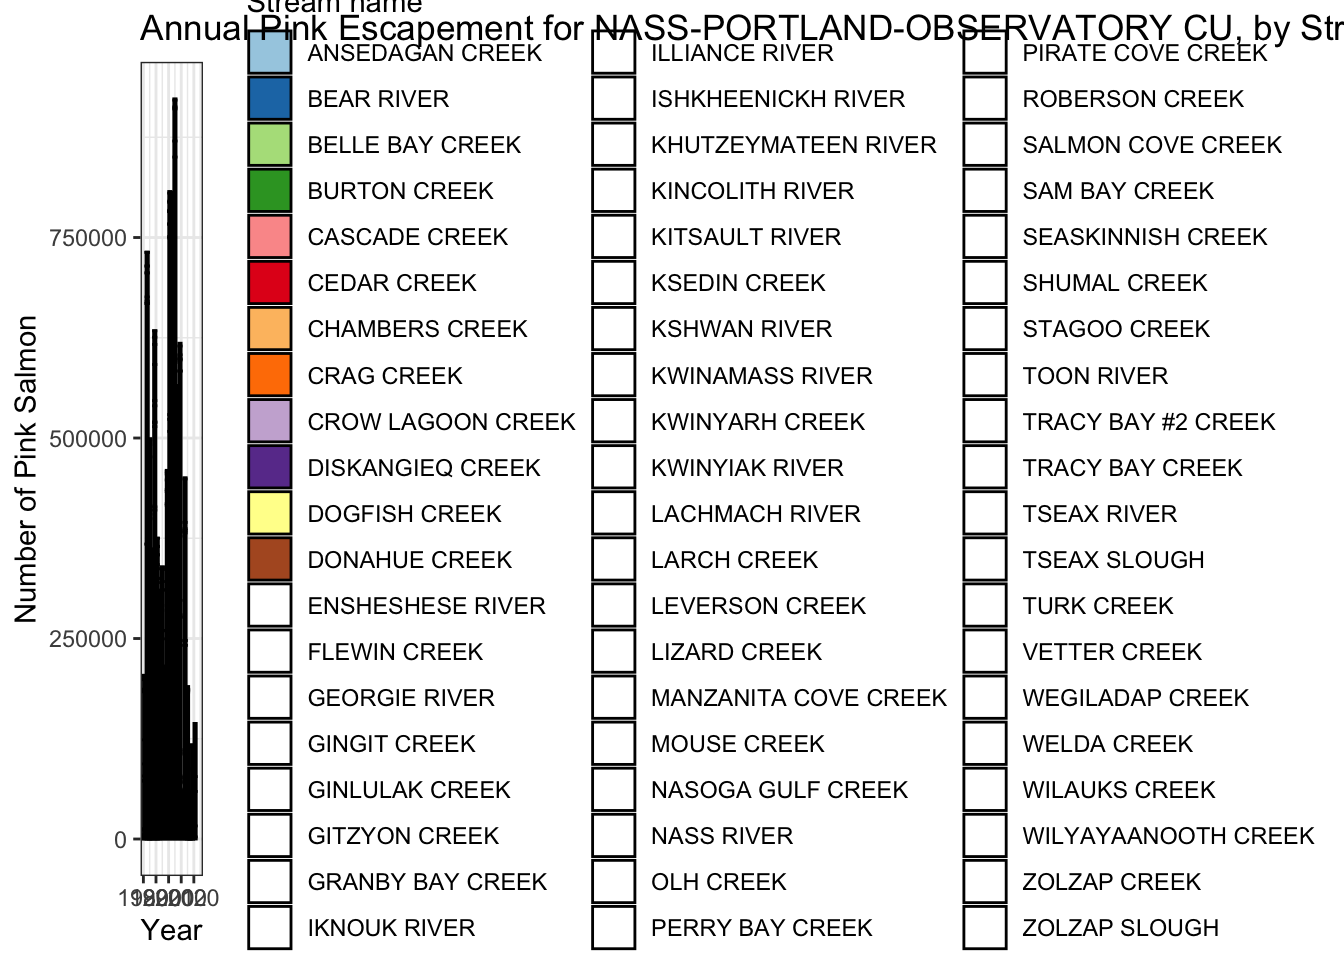 Stream name
Annual Pink Escapement for NASS-PORTLAND-OBSERVATORY CU, by Str
ANSEDAGAN CREEK
BEAR RIVER
BELLE BAY CREEK
BURTON CREEK
CASCADE CREEK
CEDAR CREEK
CHAMBERS CREEK
CRAG CREEK
CROW LAGOON CREEK
DISKANGIEQ CREEK
DOGFISH CREEK
DONAHUE CREEK
ENSHESHESE RIVER
FLEWIN CREEK
GEORGIE RIVER
GINGIT CREEK
GINLULAK CREEK
GITZYON CREEK
GRANBY BAY CREEK
IKNOUK RIVER
ILLIANCE RIVER
ISHKHEENICKH RIVER
KHUTZEYMATEEN RIVER
KINCOLITH RIVER
KITSAULT RIVER
KSEDIN CREEK
KSHWAN RIVER
KWINAMASS RIVER
KWINYARH CREEK
KWINYIAK RIVER
LACHMACH RIVER
LARCH CREEK
LEVERSON CREEK
LIZARD CREEK
MANZANITA COVE CREEK
MOUSE CREEK
NASOGA GULF CREEK
NASS RIVER
OLH CREEK
PERRY BAY CREEK
PIRATE COVE CREEK
ROBERSON CREEK
SALMON COVE CREEK
SAM BAY CREEK
SEASKINNISH CREEK
SHUMAL CREEK
STAGOO CREEK
TOON RIVER
TRACY BAY #2 CREEK
TRACY BAY CREEK
TSEAX RIVER
TSEAX SLOUGH
TURK CREEK
VETTER CREEK
WEGILADAP CREEK
WELDA CREEK
WILAUKS CREEK
WILYAYAANOOTH CREEK
ZOLZAP CREEK
ZOLZAP SLOUGH
Number of Pink Salmon
750000
500000
250000
0
Year